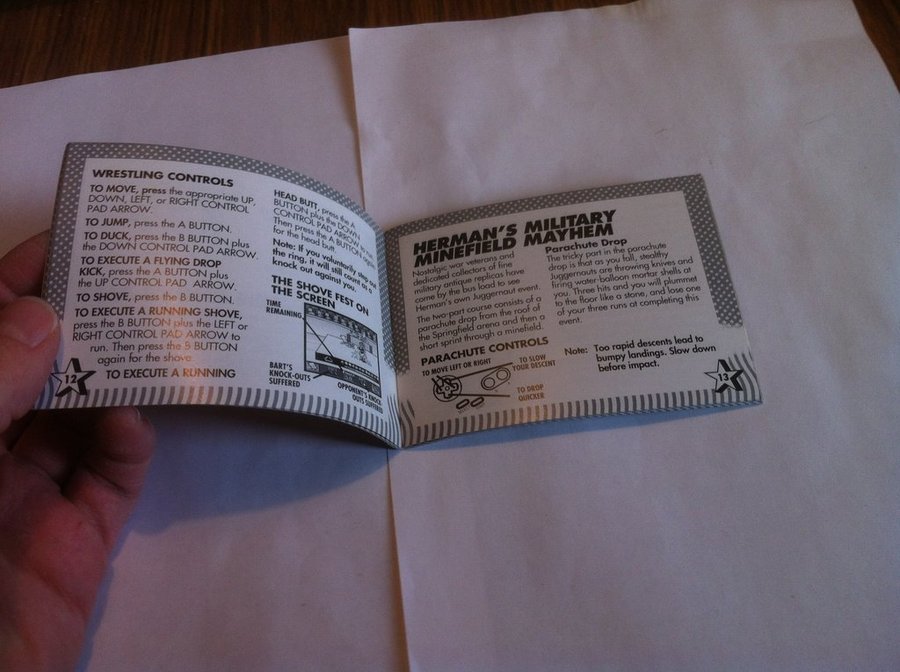 WRESTLING CONTROLS
TO MOVE, press the appropriate UP,
DOWN, LEFT, or RIGHT CONTROL
PAD ARROW.
TO JUMP, press the A BUTTON.
TO DUCK, press the B BUTTON plus
the DOWN CONTROL PAD ARROW.
TO EXECUTE A FLYING DROP
KICK, press the A BUTTON plus
the UP CONTROL PAD ARROW.
TO SHOVE, press the B BUTTON.
TO EXECUTE A RUNNING SHOVE,
press the B BUTTON plus the LEFT or
RIGHT CONTROL PAD ARROW to
run. Then press the B BUTTON
again for the shove.
TO EXECUTE A RUNNING
12
HEAD BUTT, press the A
BUTTON plus the DOWN
CONTROL PAD ARROW to run.
Then press the A BUTTON again
for the head butt.
Note: If you voluntarily step out
the ring, it will still count as a
knock out against you.
THE SHOVE FEST ON
THE SCREEN
TIME
REMAINING
BART'S
KNOCK-OUTS
SUFFERED
OPPONENT'S KNOCK-
OUTS SUFFERED
HERMAN'S MILITARY
MINEFIELD MAYHEM
Nostalgic war veterans and
dedicated collectors of fine
military antique replicas have
come by the bus load to see
Herman's own Juggernaut event.
The two-part course consists of a
parachute drop from the roof of
the Springfield arena and then a
short sprint through a minefield.
PARACHUTE CONTROLS
TO MOVE LEFT OR RIGHT
TO SLOW
YOUR DESCENT
TO DROP
QUICKER
Parachute Drop
The tricky part in the parachute
drop is that as you fall, stealthy
Juggernauts are throwing knives and
firing water balloon mortar shells at
you. Three hits and you will plummet
to the floor like a stone, and lose one
of your three runs at completing this
event.
Note: Too rapid descents lead to
bumpy landings. Slow down
before impact.
13